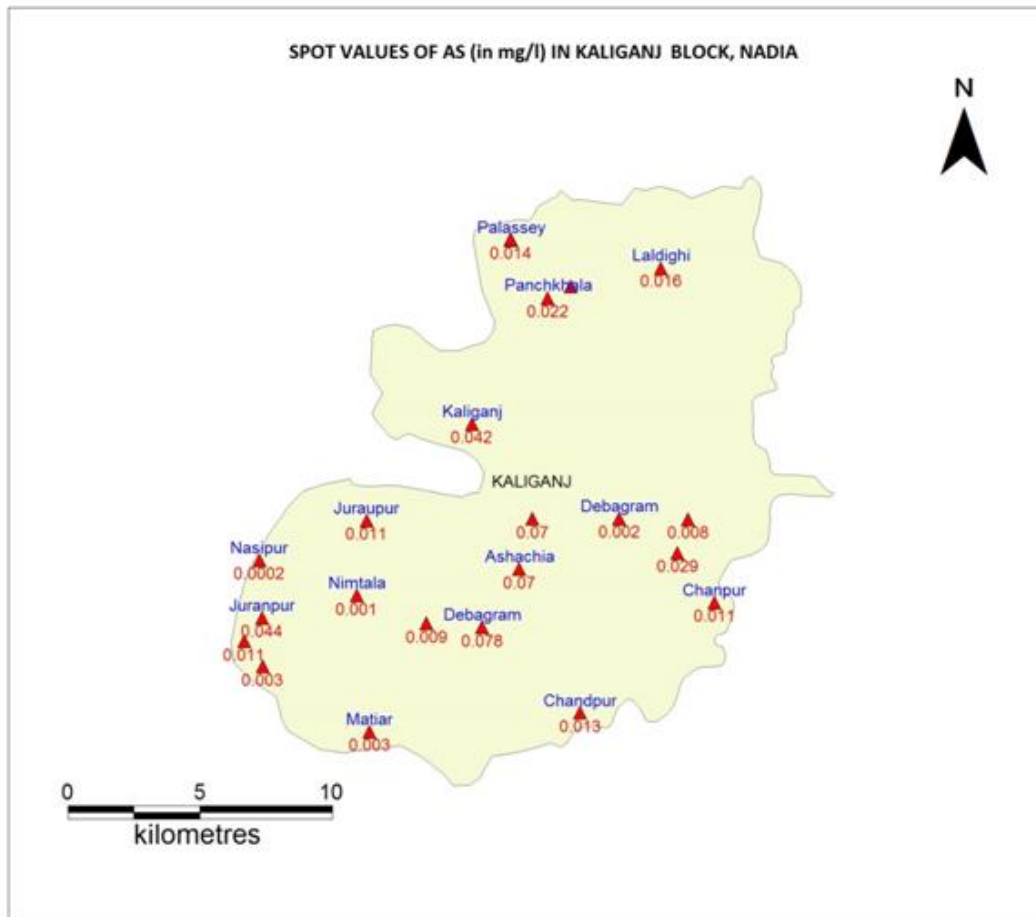 SPOT VALUES OF AS (in mg/l) IN KALIGANJ BLOCK, NADIA
N
Palassey
0.014
Laldighi
0.016
Panchkhala
0.022
Kaliganj
0.042
KALIGANJ
Juraupur
0.011
0.07
Debagram
0.002
0.008
0.029
Nasipur
0.0002
Ashachia
0.07
Nimtala
0.001
Chanpur
0.011
Juranpur
0.044
0.011
0.003
0.009
Debagram
0.078
Chandpur
0.013
Matiar
0.003
0 5 10
kilometres